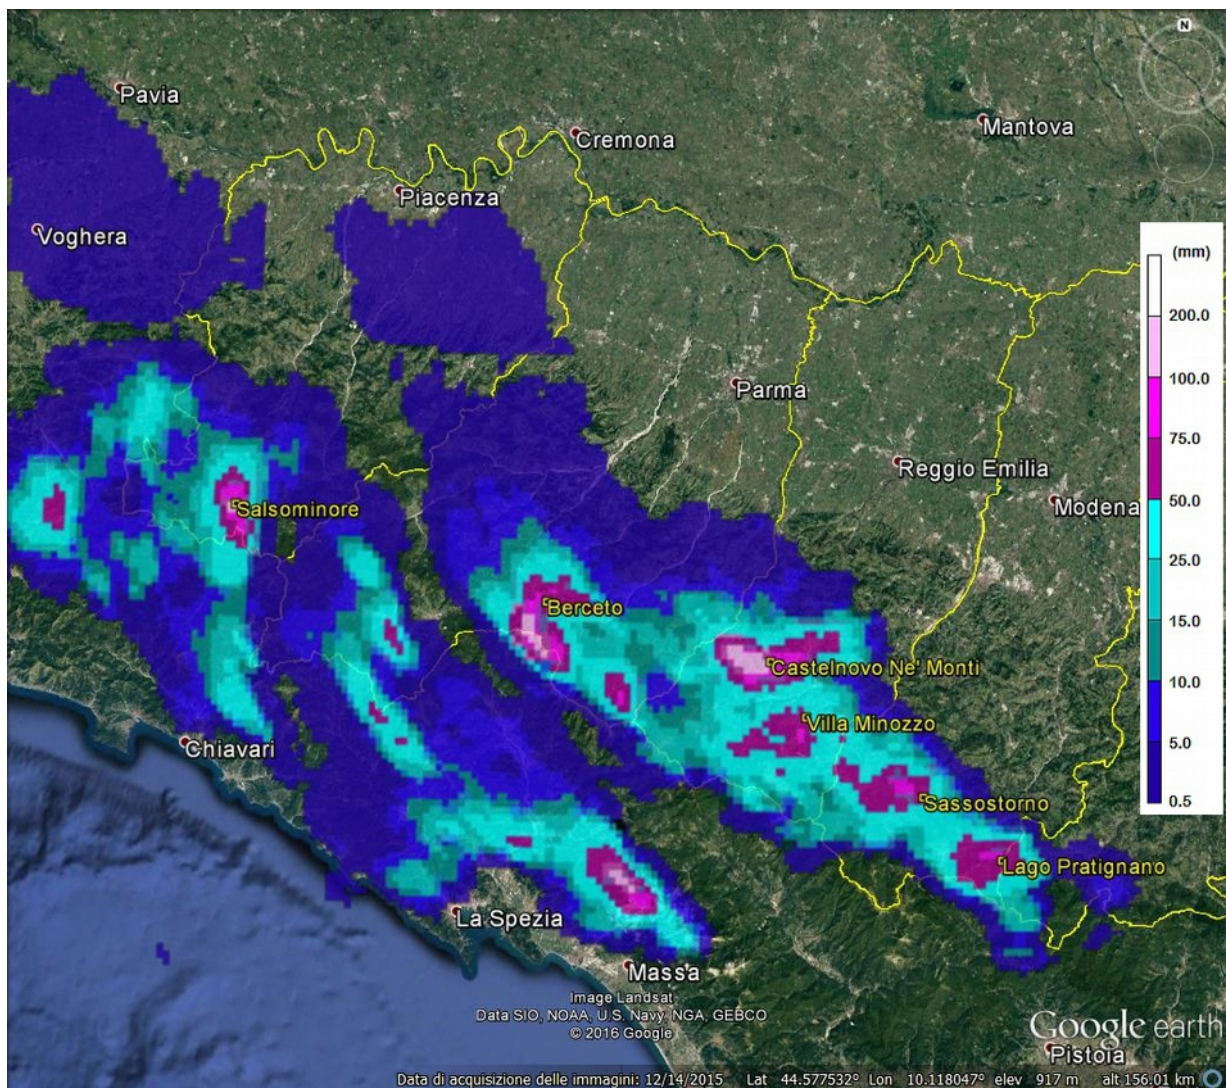 N
Pavia
Cremona
Mantova
Piacenza
Voghera
(mm)
200.0
100.0
75.0
50.0
25.0
15.0
10.0
5.0
0.5
Parma
Reggio Emilia
Modena
Salsominore
Berceto
Castelnovo Ne' Monti
Villa Minozzo
Chiavari
Sassostorno
Lago Pratignano
La Spezia
Massa
Image Landsat
Data SIO, NOAA, U.S. Navy, NGA, GEBCO
© 2016 Google
Google earth
Pistoia
Data di acquisizione delle immagini: 12/14/2015 Lat 44.577532° Lon 10.118047° elev 917 m alt 156.01 km